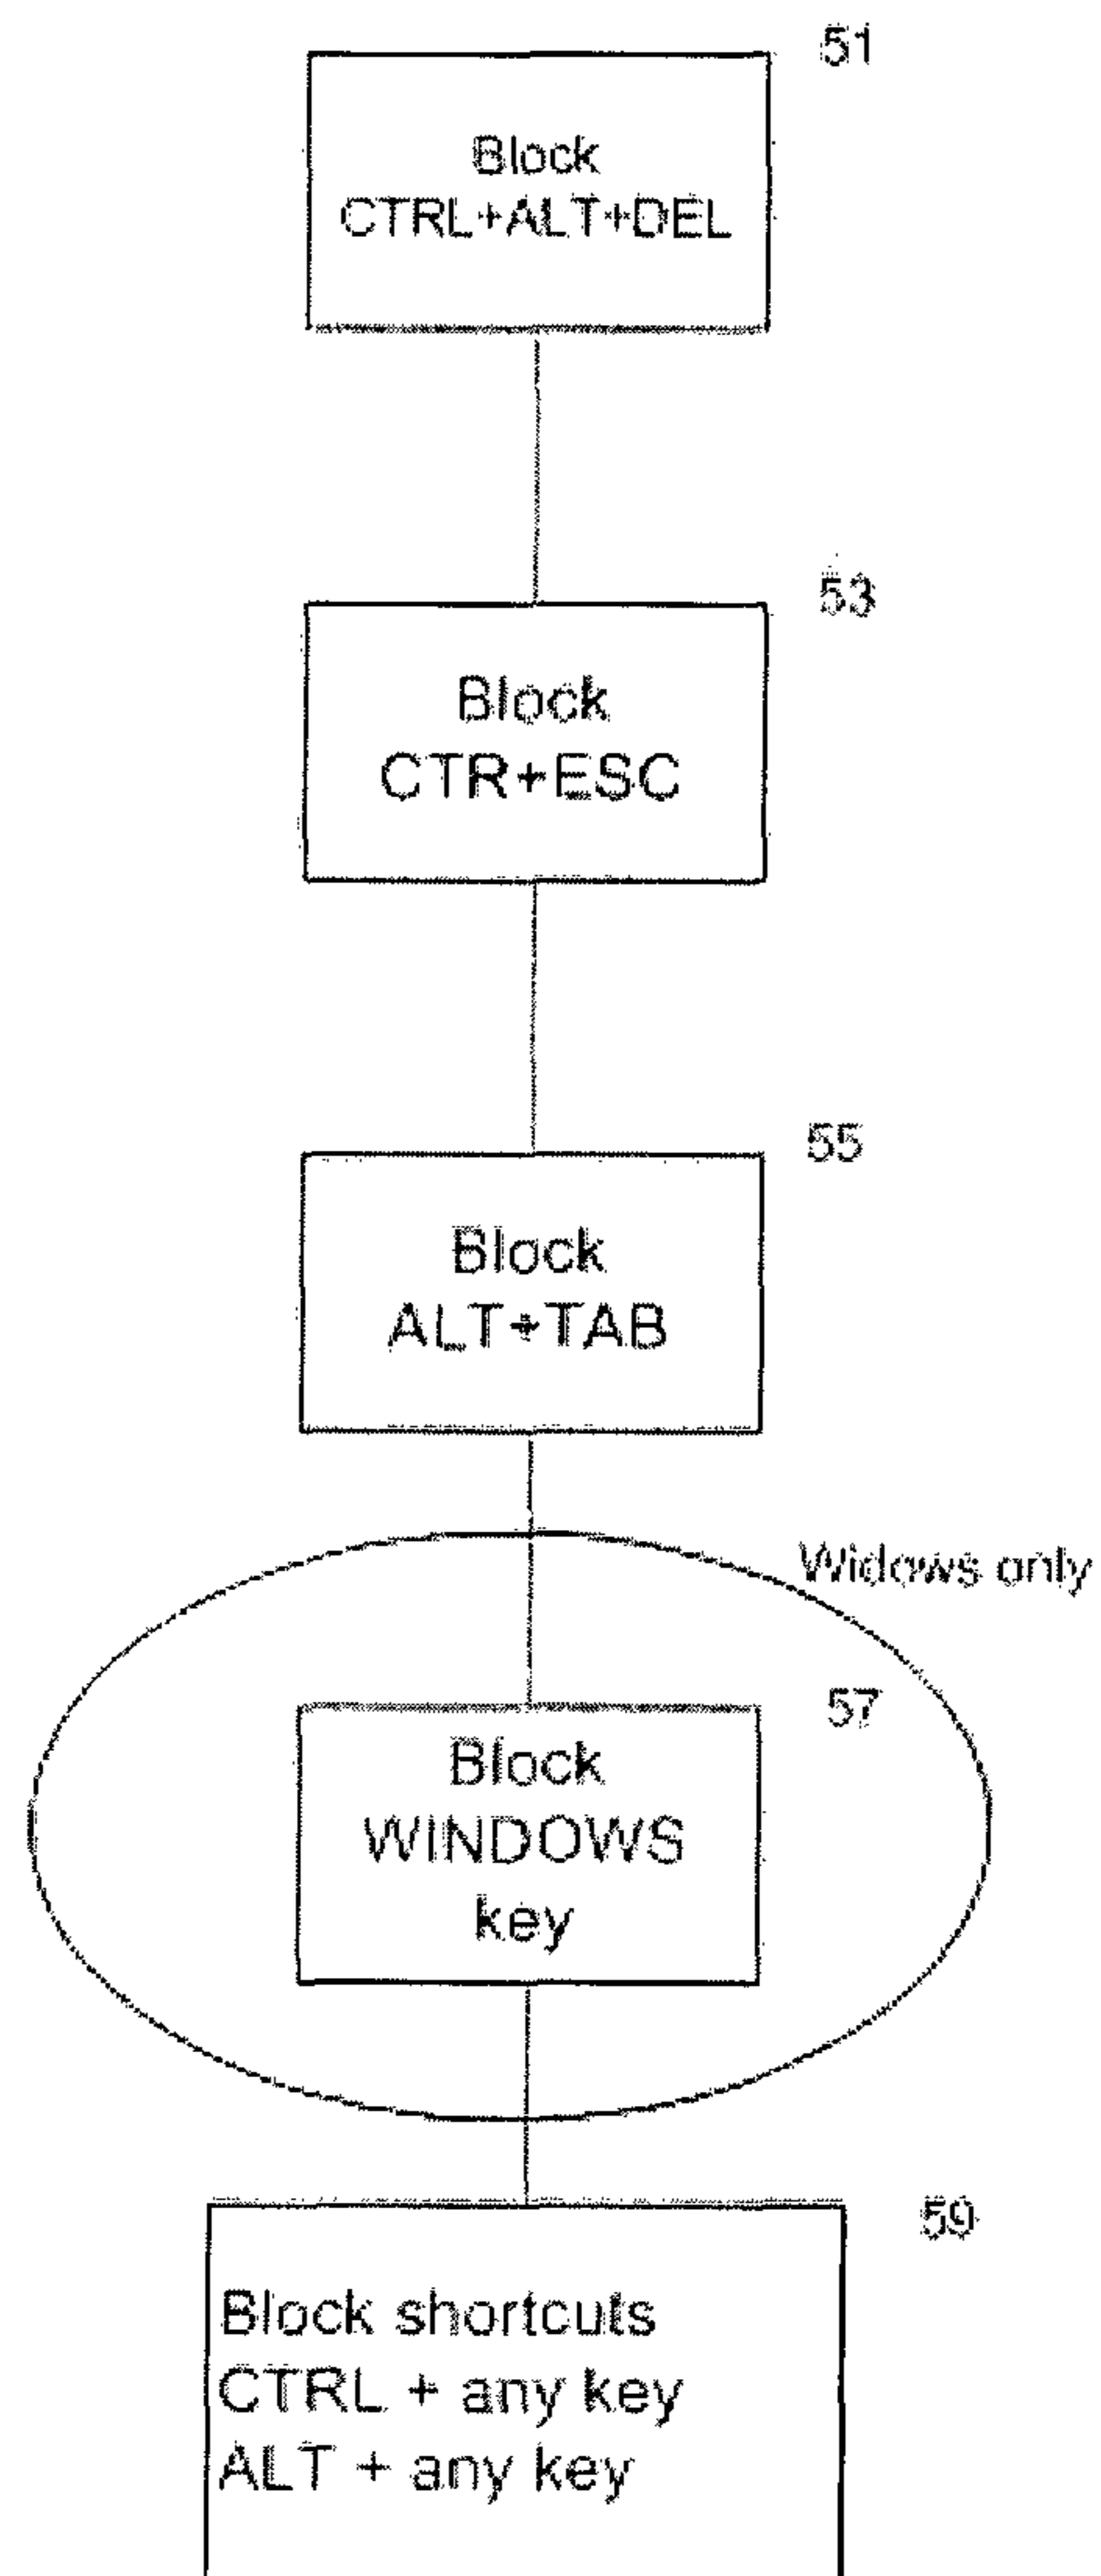 51
Block
CTRL+ALT+DEL
53
Block
CTR+ESC
55
Block
ALT+TAB
Widows only
57
Block
WINDOWS
key
59
Block shortcuts
CTRL + any key
ALT + any key